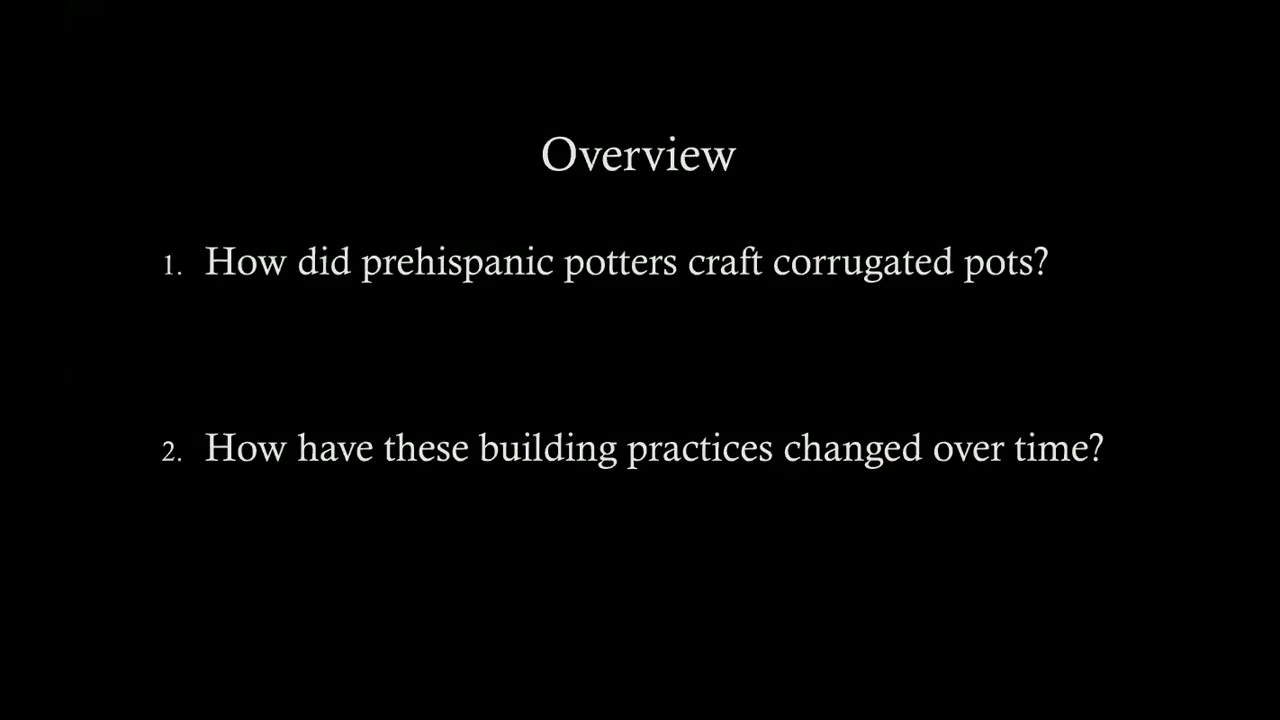 Overview
1. How did prehispanic potters craft corrugated pots?
2. How have these building practices changed over time?